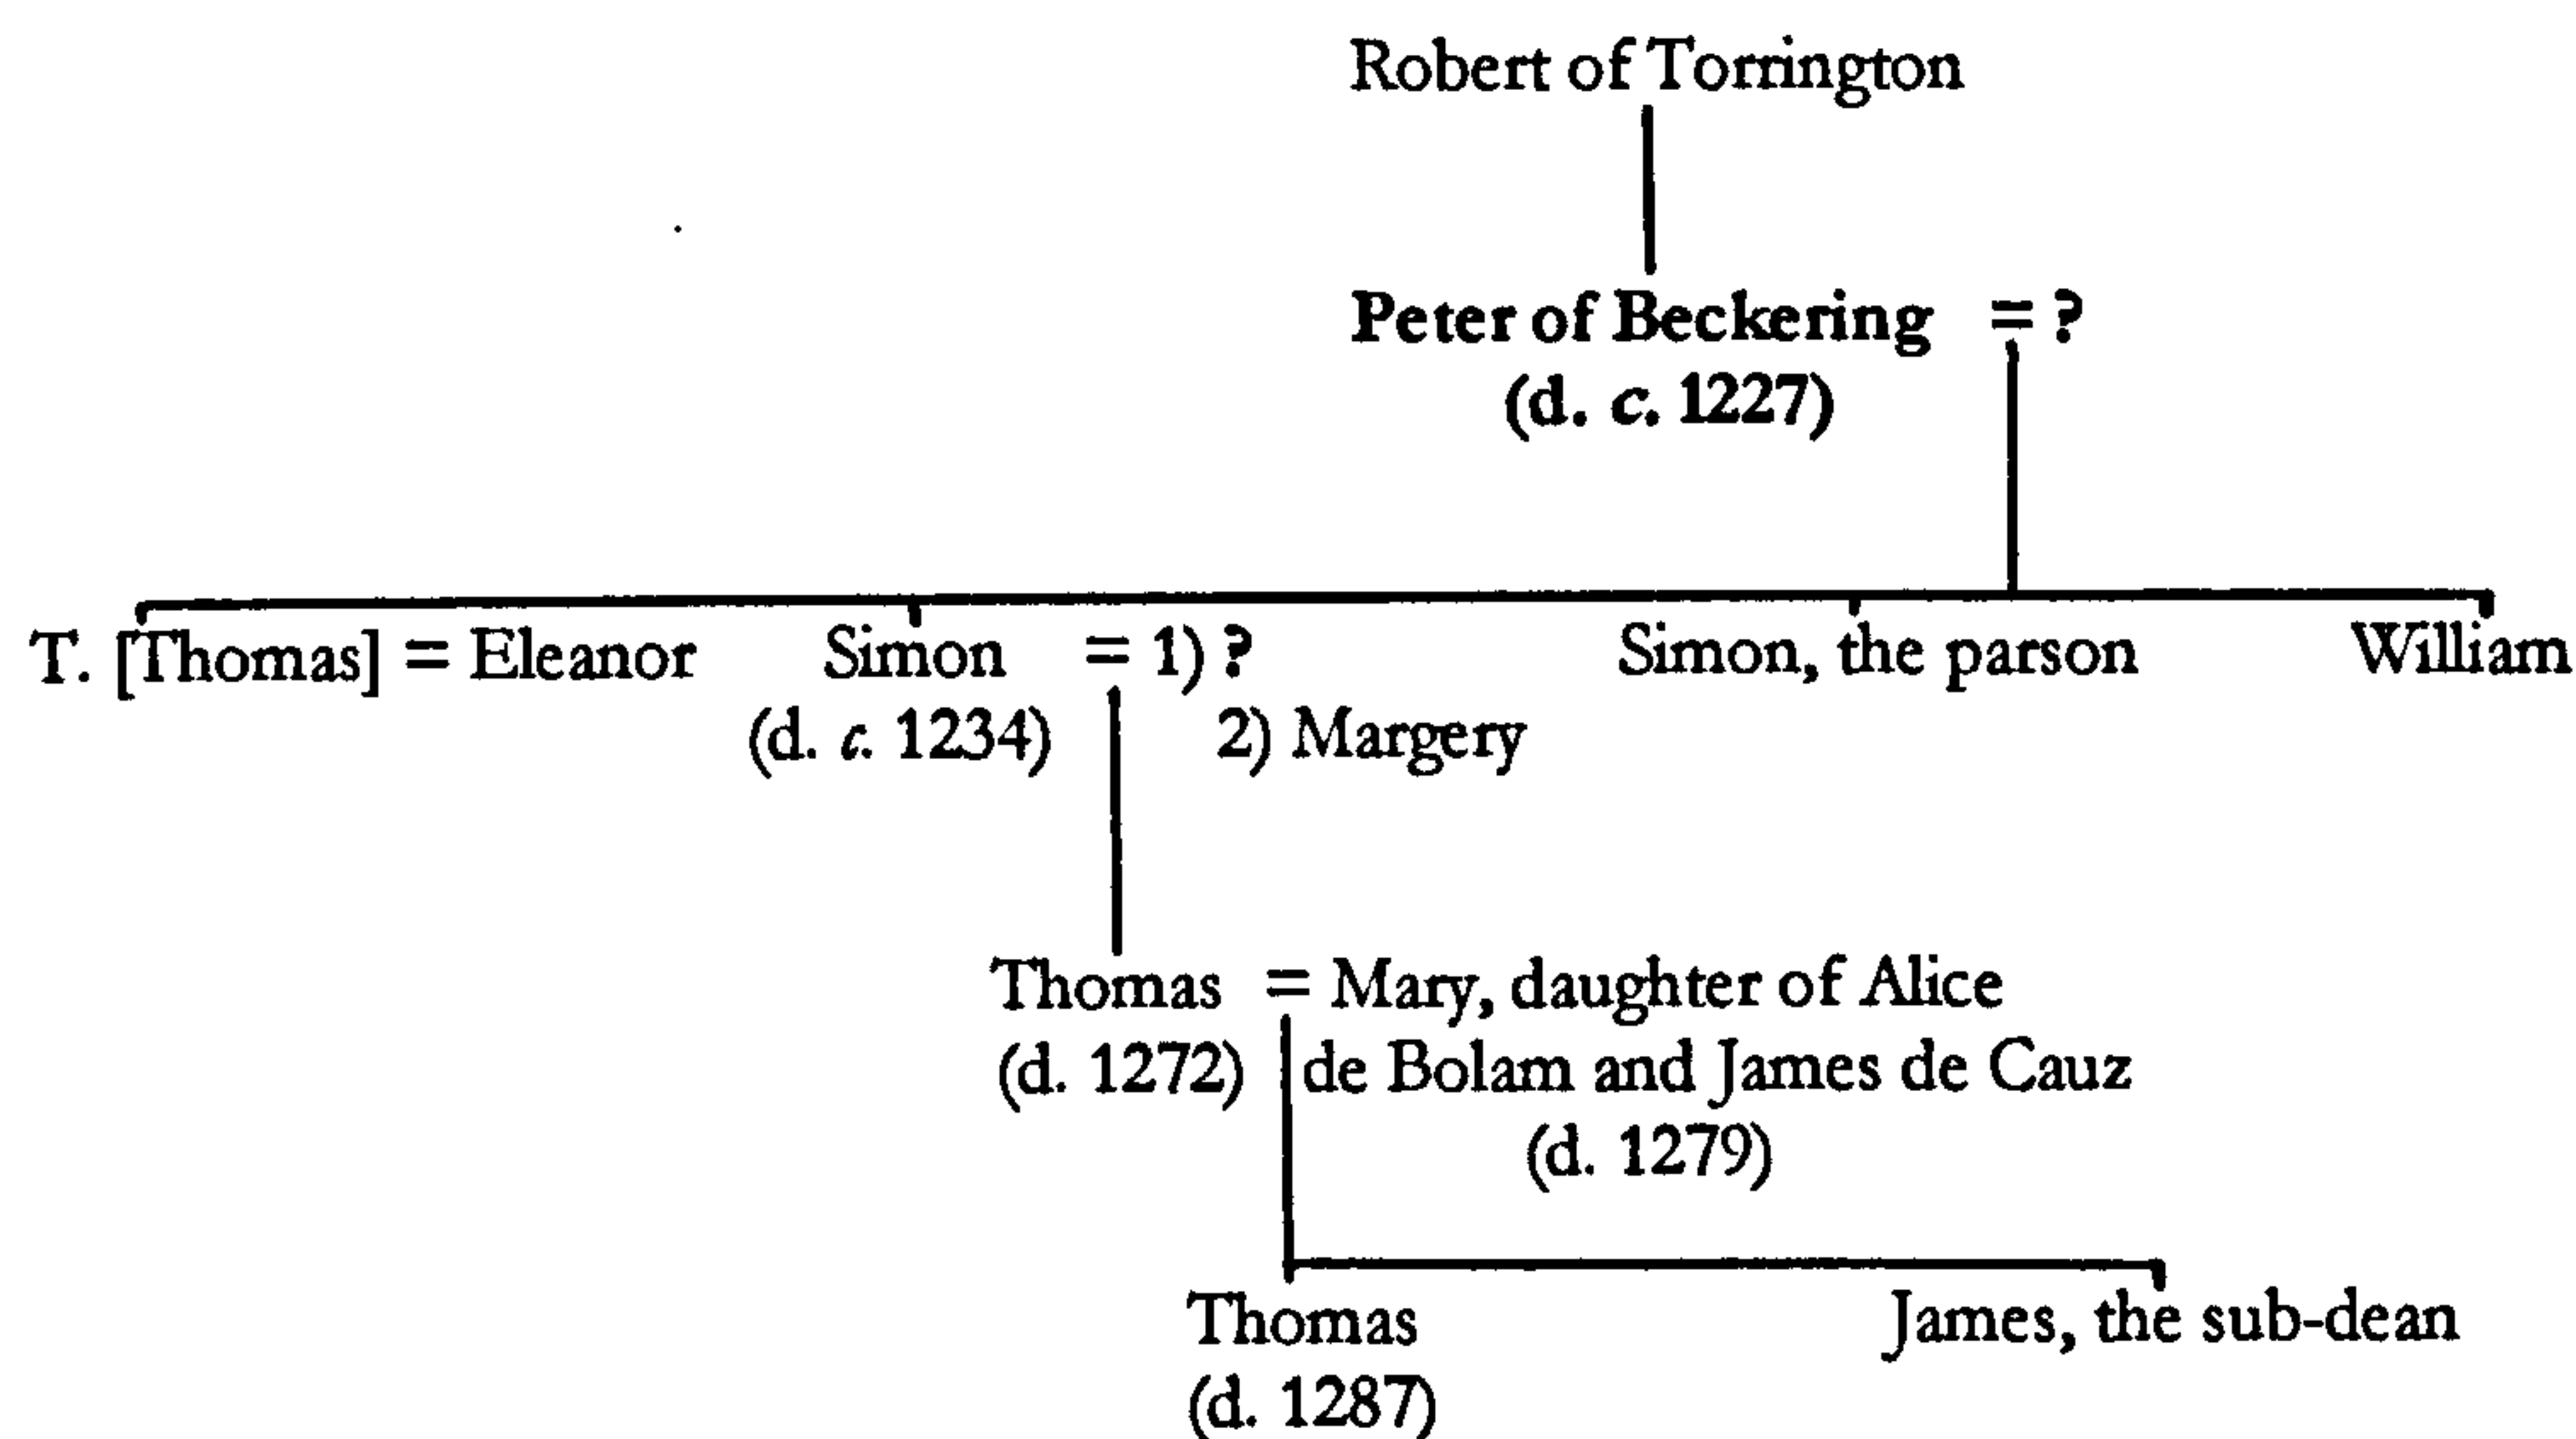 Robert of Torrington
Peter of Beckering = ?
(d. c. 1227)
T. [Thomas] = Eleanor Simon = 1) ? Simon, the parson William
(d. c. 1234) 2) Margery
Thomas = Mary, daughter of Alice
(d. 1272) de Bolam and James de Cauz
(d. 1279)
Thomas James, the sub-dean
(d. 1287)